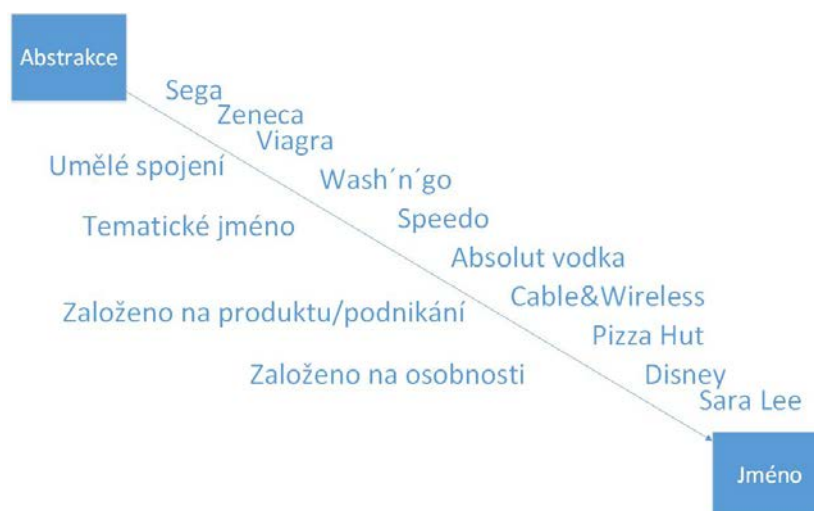 Abstrakce
Sega
Zeneca
Viagra
Umělé spojení
Wash´n´go
Speedo
Tematické jméno
Absolut vodka
Cable&Wireless
Založeno na produktu/podnikání
Pizza Hut
Založeno na osobnosti
Disney
Sara Lee
Jméno